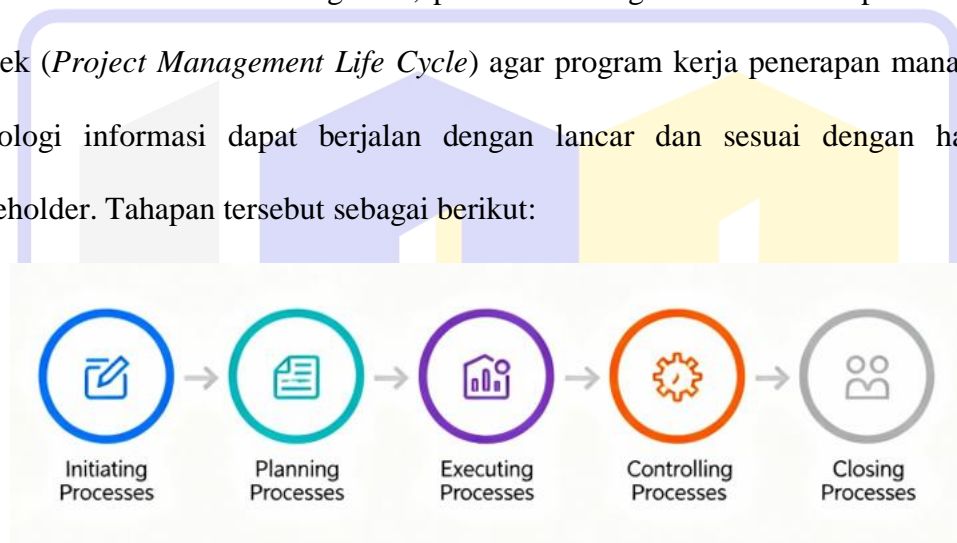 ek (Project Management Life Cycle) agar program kerja penerapan mana
ologi informasi dapat berjalan dengan lancar dan sesuai dengan ha
eholder. Tahapan tersebut sebagai berikut:
Initiating Processes
Planning Processes
Executing Processes
Controlling Processes
Closing Processes